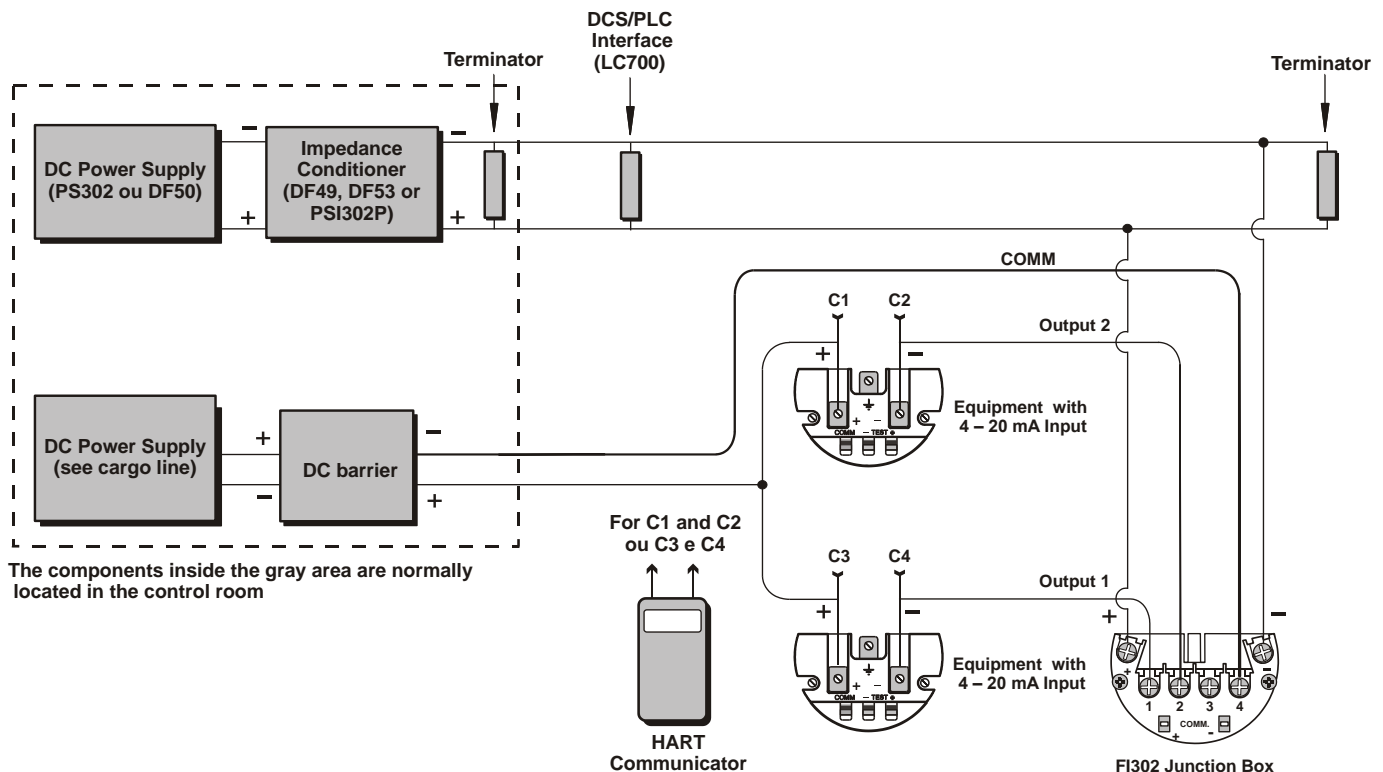 DCS/PLC
Interface
(LC700)
Terminator
Terminator
DC Power Supply
(PS302 ou DF50)
−
+
Impedance
Conditioner
(DF49, DF53 or
PSI302P)
−
+
COMM
C1
C2
Output 2
+
−
+ −
COMM − TEST +
Equipment with
4 – 20 mA Input
DC Power Supply
(see cargo line)
+
−
DC barrier
−
+
The components inside the gray area are normally
located in the control room
For C1 and C2
ou C3 e C4
HART
Communicator
C3
C4
Output 1
+
−
+ −
COMM − TEST +
Equipment with
4 – 20 mA Input
+
−
+
-
1 2 3 4
COMM.
+ -
FI302 Junction Box